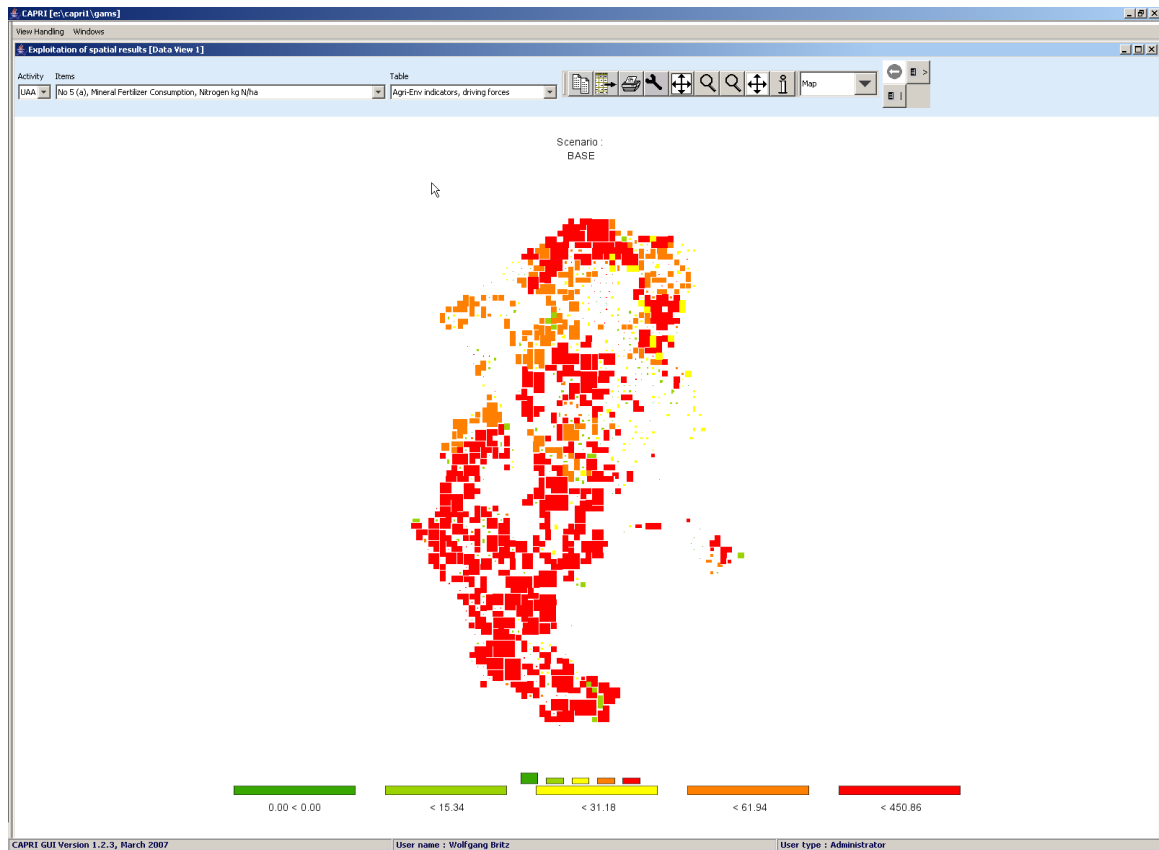 CAPRI [e:\capri1\gams]
View Handling Windows
Exploitation of spatial results [Data View 1]
Activity Items Table
UAA No 5 (a), Mineral Fertilizer Consumption, Nitrogen kg N/ha Agri-Env indicators, driving forces Map
Scenario :
BASE
0.00 < 0.00 < 15.34 < 31.18 < 61.94 < 450.86
CAPRI GUI Version 1.2.3, March 2007 User name : Wolfgang Britz User type : Administrator